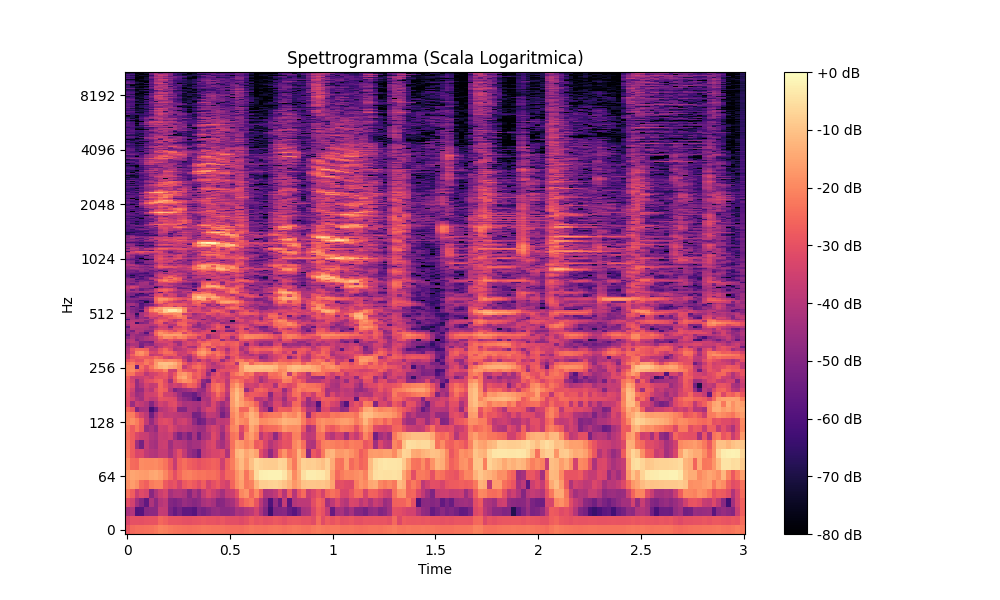 Spettrogramma (Scala Logaritmica)
Hz
8192
4096
2048
1024
512
256
128
64
0
0
0.5
1
1.5
2
2.5
3
Time
+0 dB
-10 dB
-20 dB
-30 dB
-40 dB
-50 dB
-60 dB
-70 dB
-80 dB